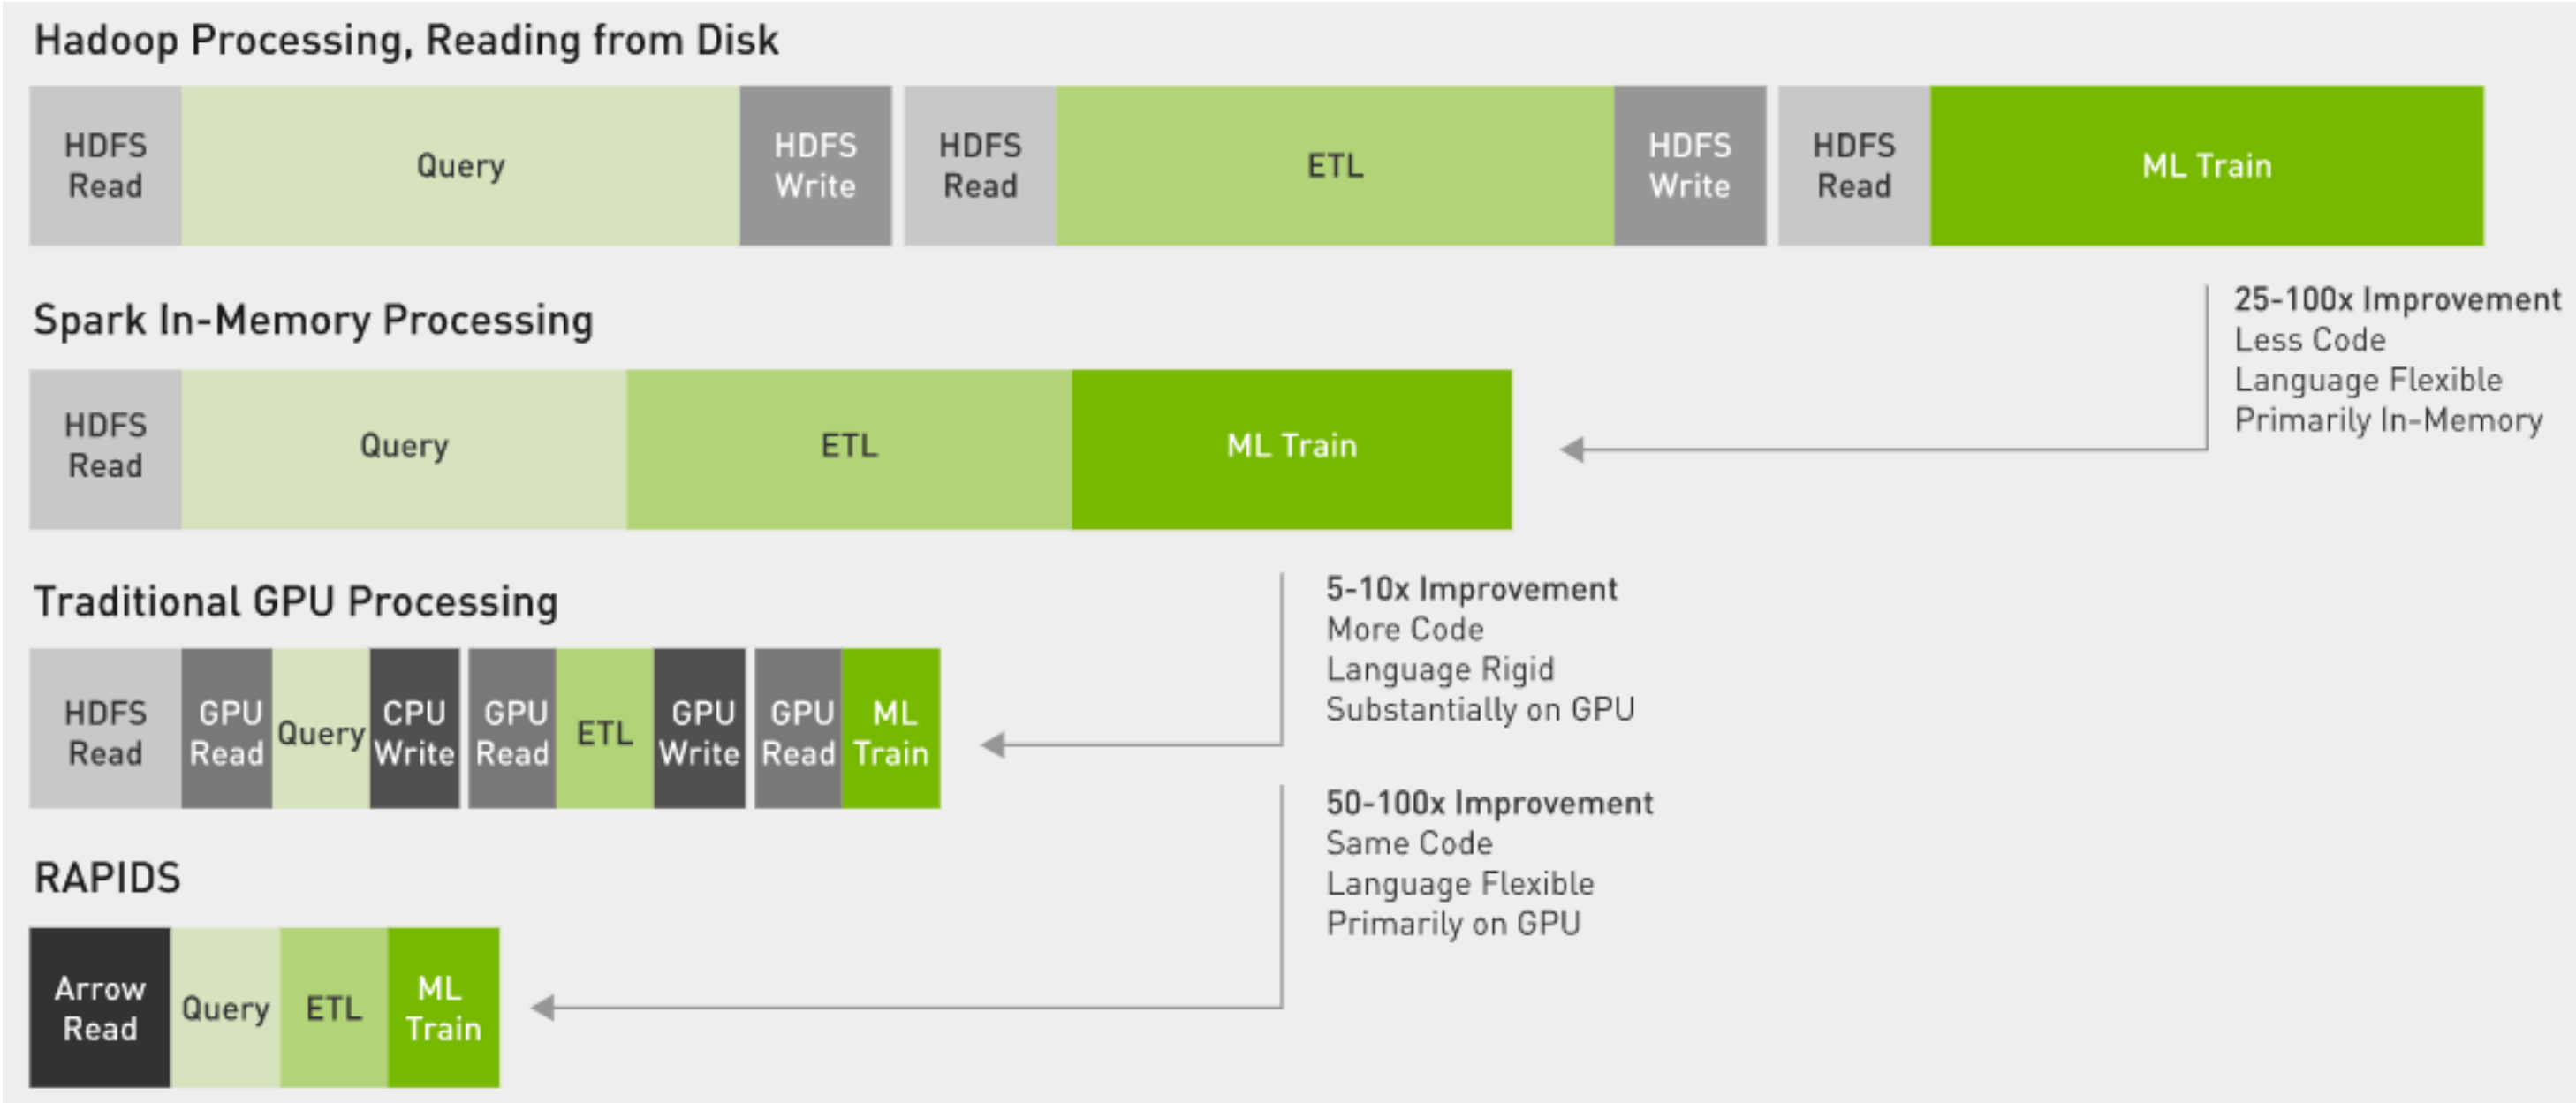 Hadoop Processing, Reading from Disk
HDFS
Read
Query
HDFS
Write
HDFS
Read
ETL
HDFS
Write
HDFS
Read
ML Train
25-100x Improvement
Less Code
Language Flexible
Primarily In-Memory
Spark In-Memory Processing
HDFS
Read
Query
ETL
ML Train
5-10x Improvement
More Code
Language Rigid
Substantially on GPU
Traditional GPU Processing
HDFS
Read
GPU
Read
Query
CPU
Write
GPU
Read
ETL
GPU
Write
GPU
Read
ML
Train
50-100x Improvement
Same Code
Language Flexible
Primarily on GPU
RAPIDS
Arrow
Read
Query
ETL
ML
Train